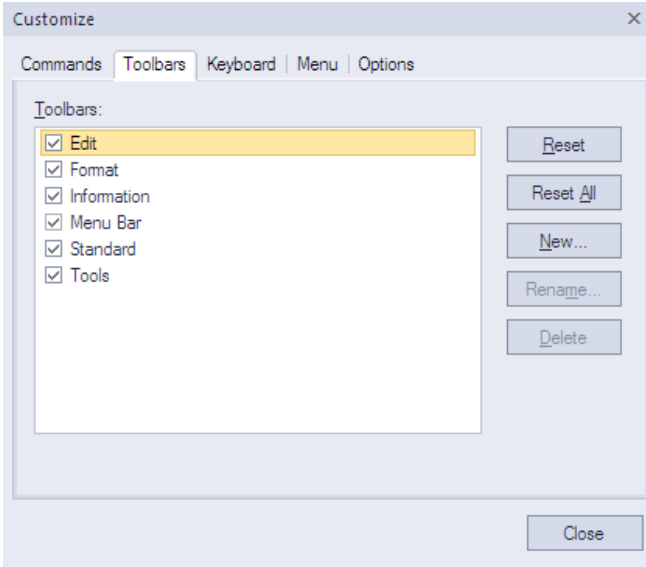 Customize
Commands Toolbars Keyboard Menu Options
Toolbars:
Edit
Format
Information
Menu Bar
Standard
Tools
Reset
Reset All
New...
Rename...
Delete
Close